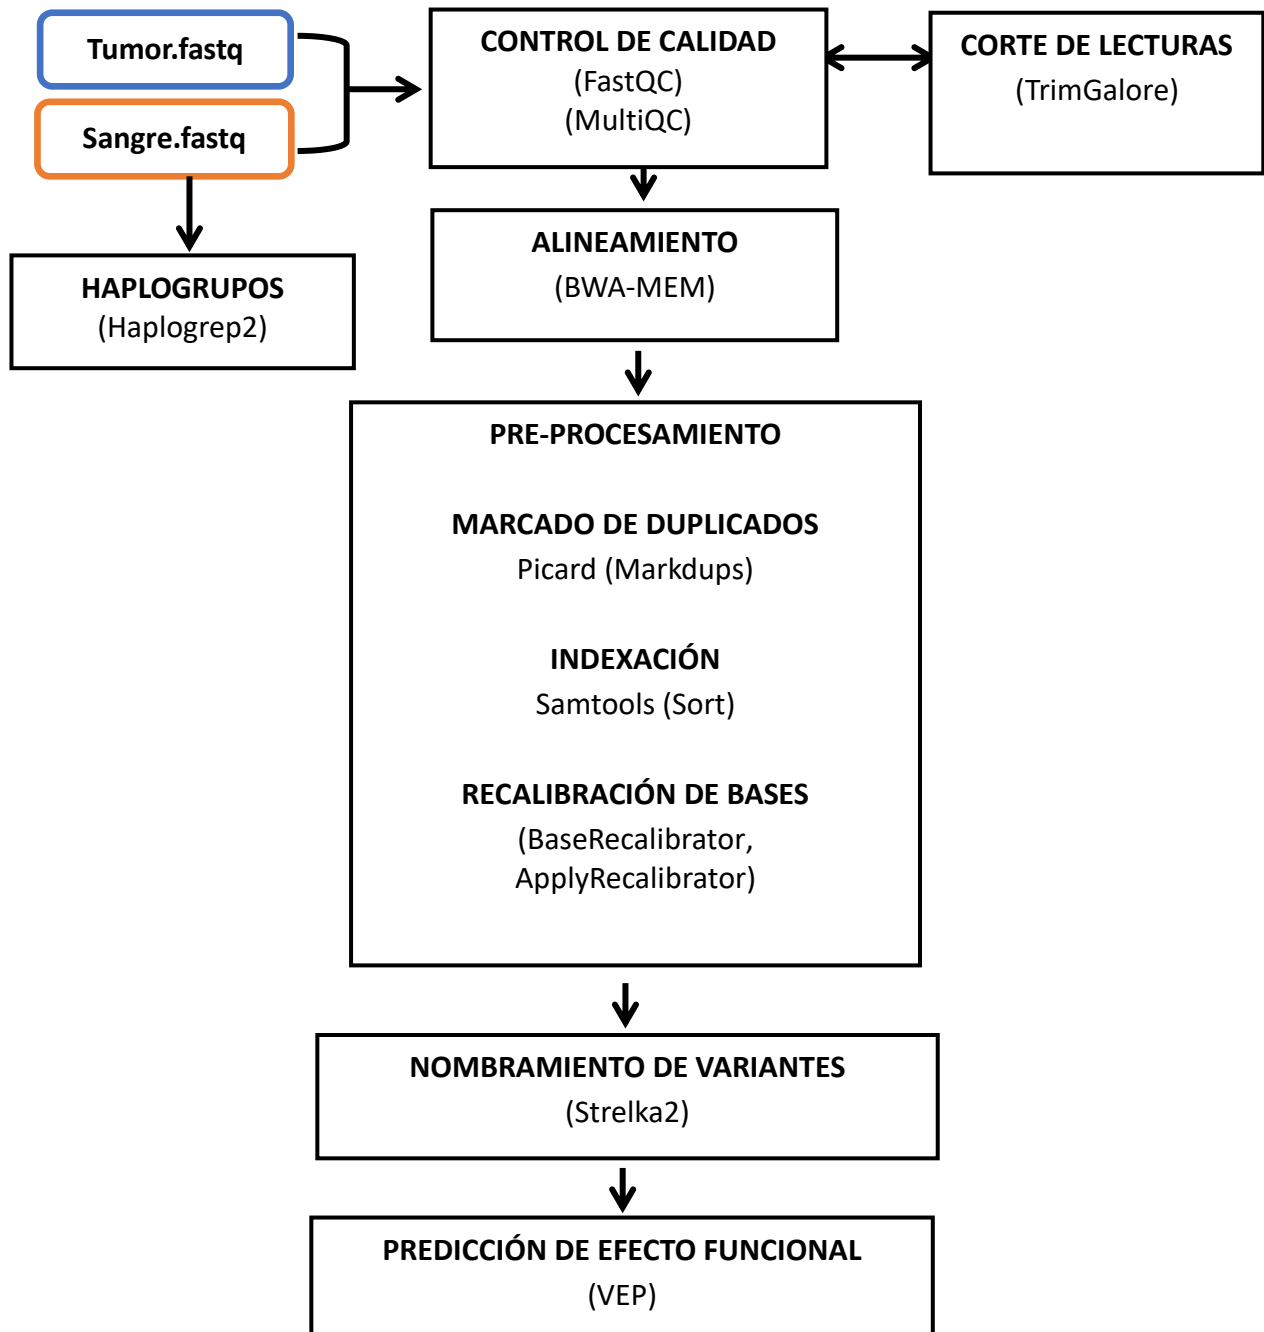 Tumor.fastq
Sangre.fastq
CONTROL DE CALIDAD
(FastQC)
(MultiQC)
CORTE DE LECTURAS
(TrimGalore)
HAPLOGRUPOS
(Haplogrep2)
ALINEAMIENTO
(BWA-MEM)
PRE-PROCESAMIENTO
MARCADO DE DUPLICADOS
Picard (Markdups)
INDEXACIÓN
Samtools (Sort)
RECALIBRACIÓN DE BASES
(BaseRecalibrator,
ApplyRecalibrator)
NOMBRAMIENTO DE VARIANTES
(Strelka2)
PREDICCIÓN DE EFECTO FUNCIONAL
(VEP)